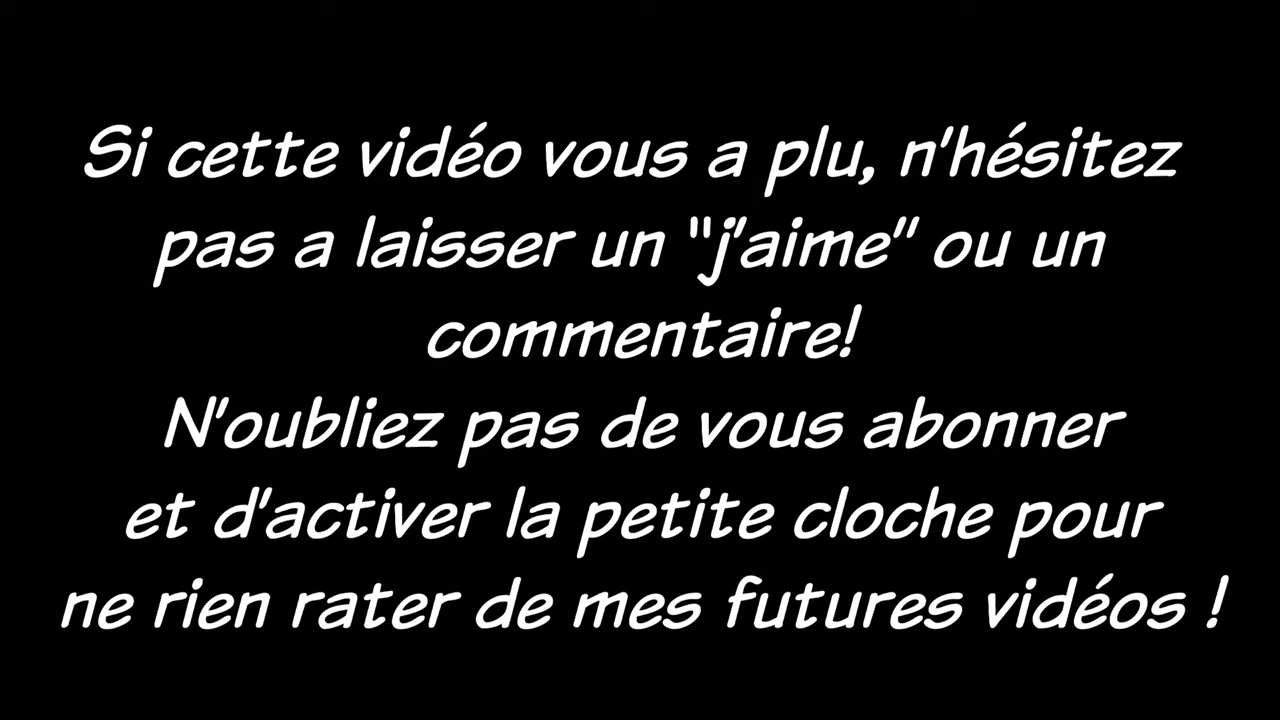 Si cette vidéo vous a plu, n'hésitez
pas a laisser un "j'aime" ou un
commentaire!
N'oubliez pas de vous abonner
et d'activer la petite cloche pour
ne rien rater de mes futures vidéos !